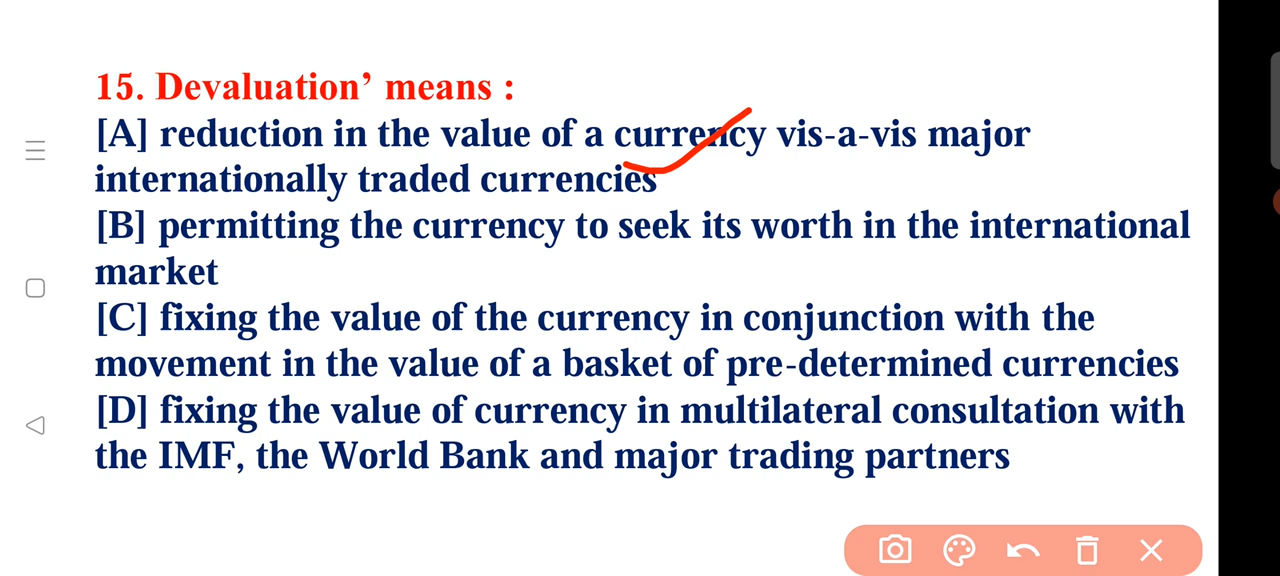 15. Devaluation’ means :
[A] reduction in the value of a currency vis-a-vis major
internationally traded currencies
[B] permitting the currency to seek its worth in the international
market
[C] fixing the value of the currency in conjunction with the
movement in the value of a basket of pre-determined currencies
[D] fixing the value of currency in multilateral consultation with
the IMF, the World Bank and major trading partners